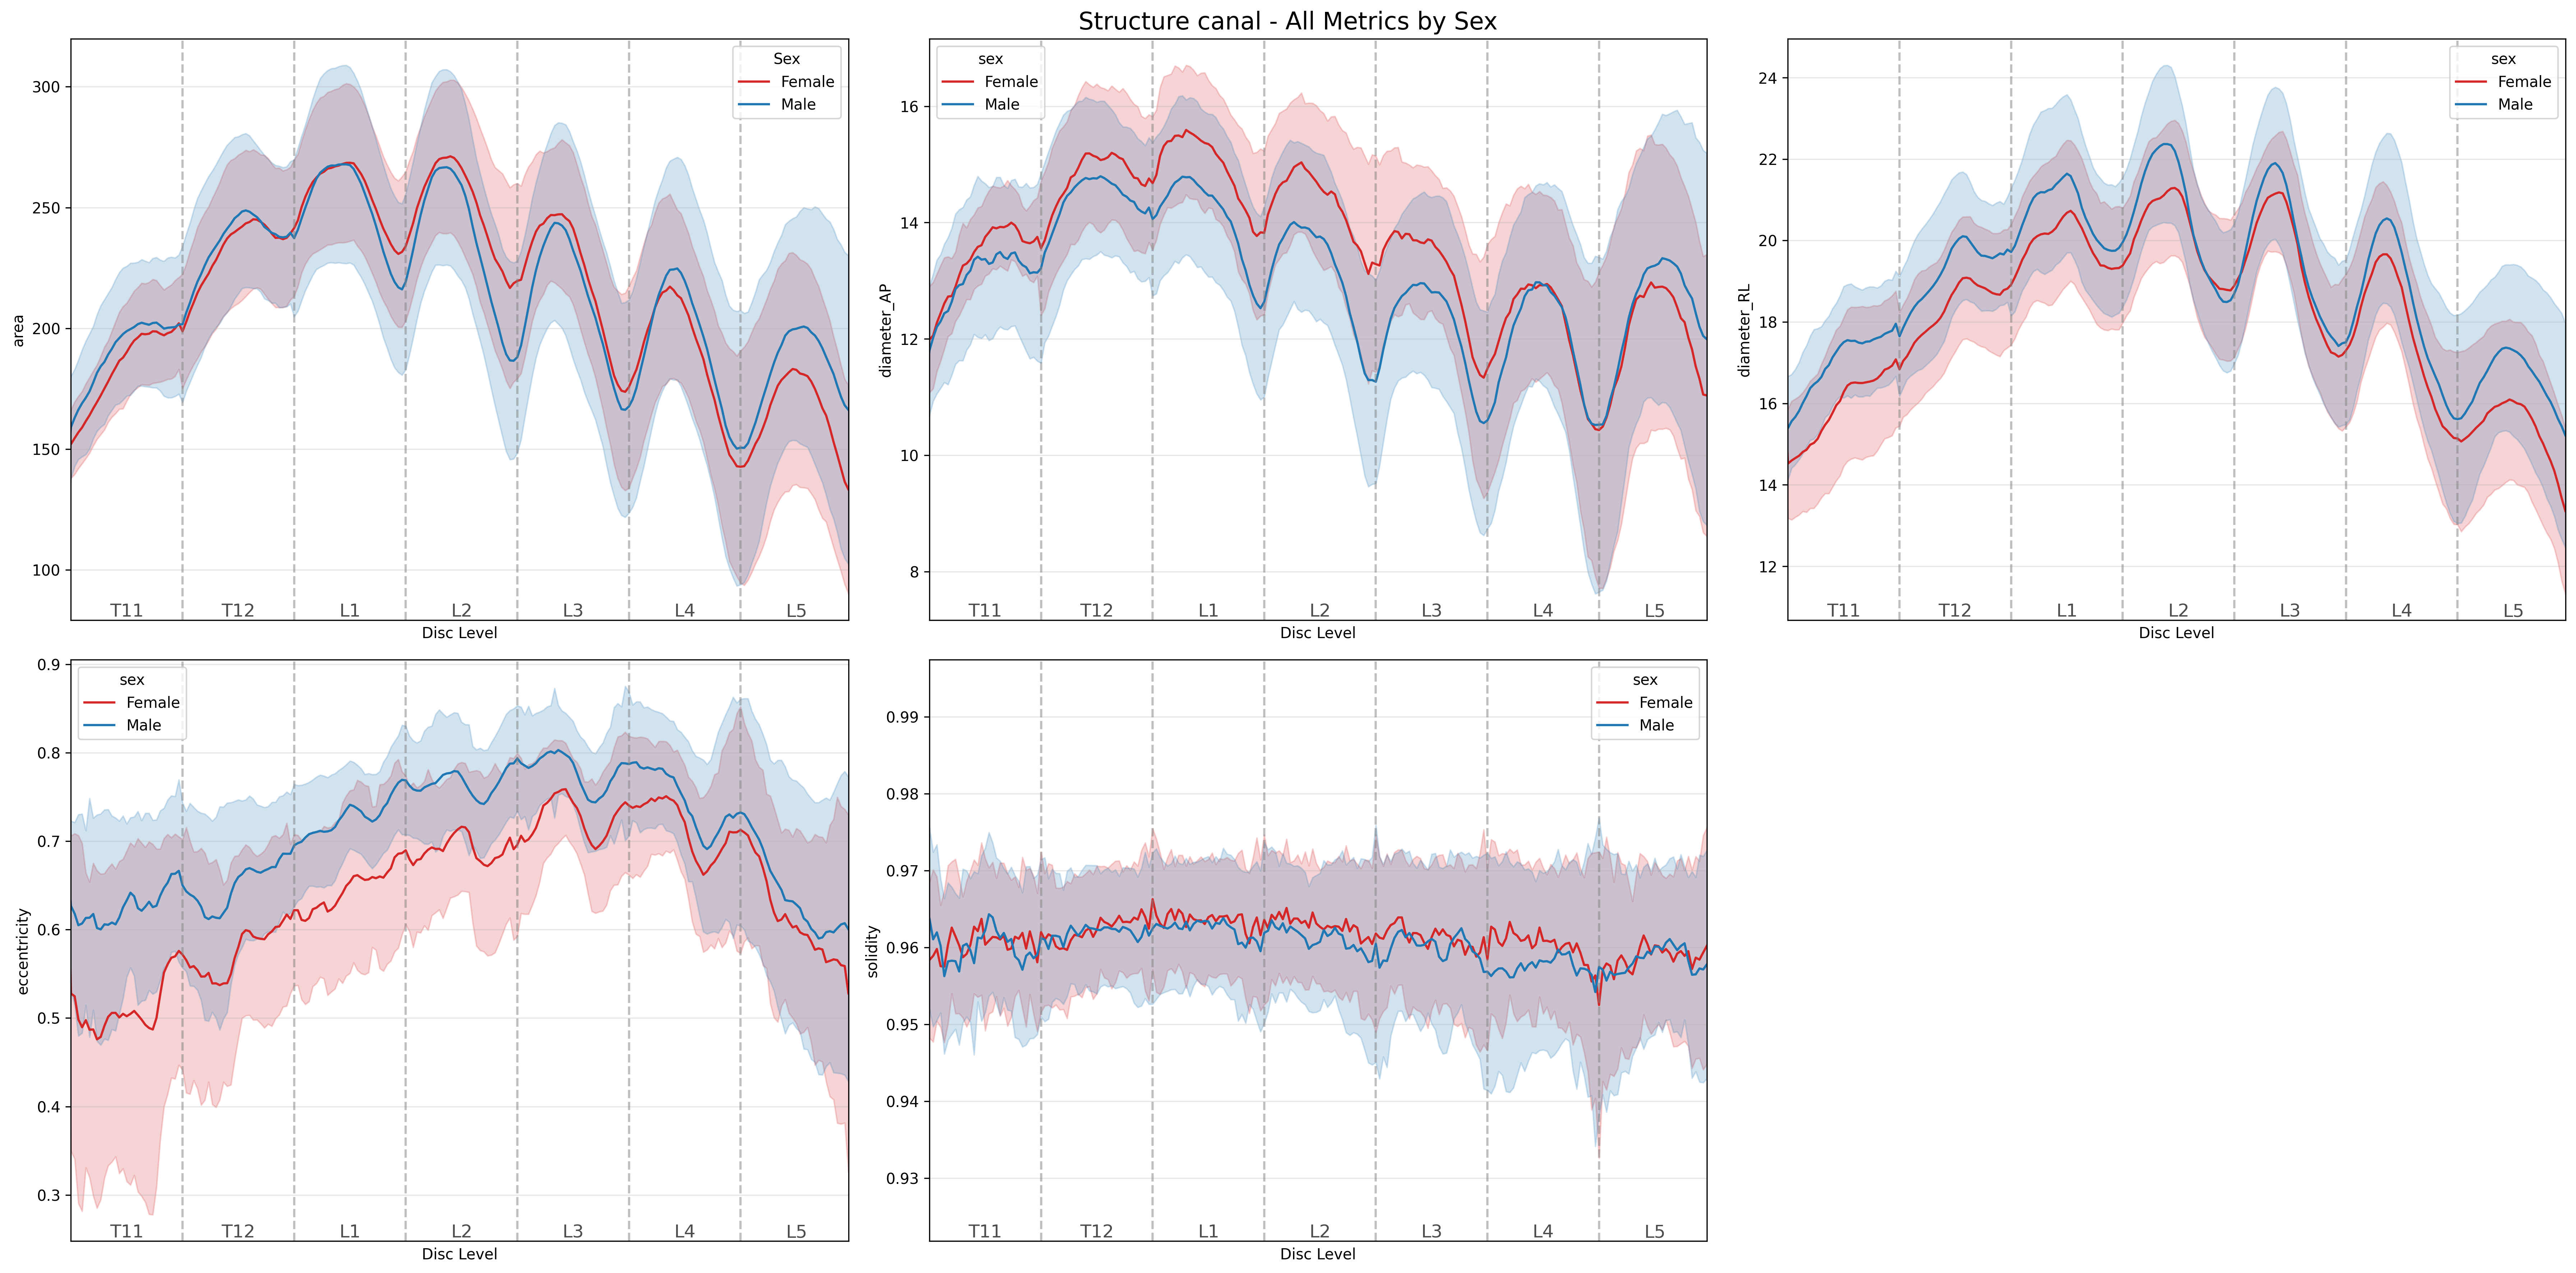 Structure canal - All Metrics by Sex
Sex
Female
Male
300
250
200
150
100
area
T11 T12 L1 L2 L3 L4 L5
Disc Level
sex
Female
Male
16
14
12
10
8
diameter_AP
T11 T12 L1 L2 L3 L4 L5
Disc Level
sex
Female
Male
24
22
20
18
16
14
12
diameter_RL
T11 T12 L1 L2 L3 L4 L5
Disc Level
sex
Female
Male
0.9
0.8
0.7
0.6
0.5
0.4
0.3
eccentricity
T11 T12 L1 L2 L3 L4 L5
Disc Level
sex
Female
Male
0.99
0.98
0.97
0.96
0.95
0.94
0.93
solidity
T11 T12 L1 L2 L3 L4 L5
Disc Level